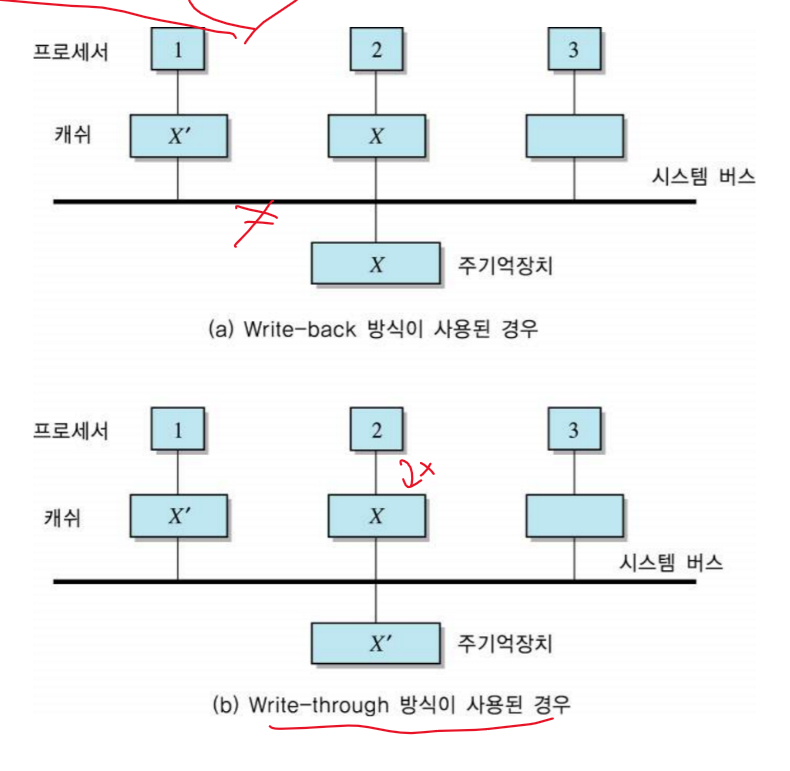 프로세서 1 2 3
캐쉬 X′ X
시스템 버스
≠
X 주기억장치
(a) Write-back 방식이 사용된 경우
프로세서 1 2 3
2x
캐쉬 X′ X
시스템 버스
X′ 주기억장치
(b) Write-through 방식이 사용된 경우